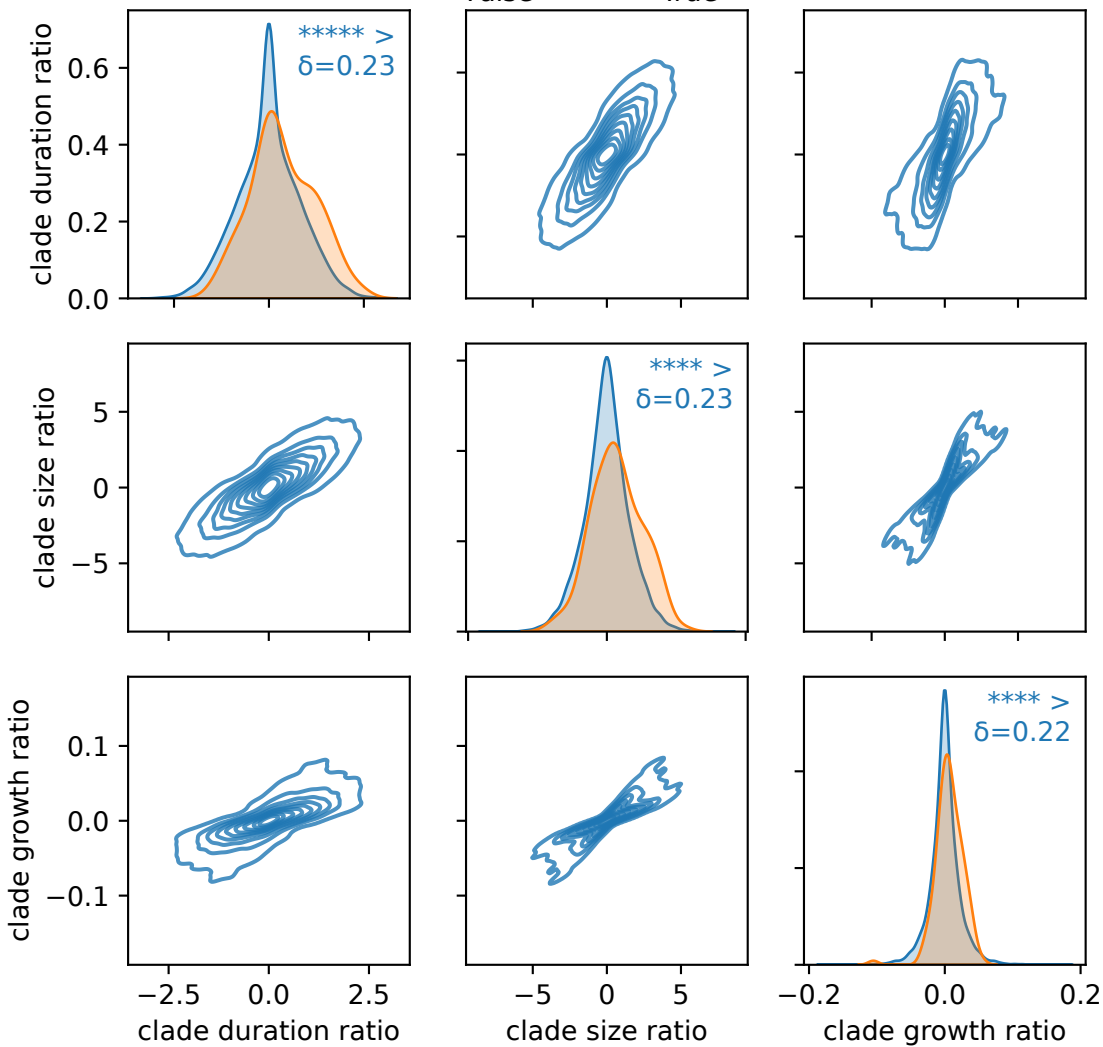 ***** >
δ=0.23
clade duration ratio
0.6
0.4
0.2
0.0
**** >
δ=0.23
clade size ratio
5
0
−5
**** >
δ=0.22
clade growth ratio
0.1
0.0
−0.1
−2.5 0.0 2.5
−5 0 5
−0.2 0.0 0.2
clade duration ratio
clade size ratio
clade growth ratio